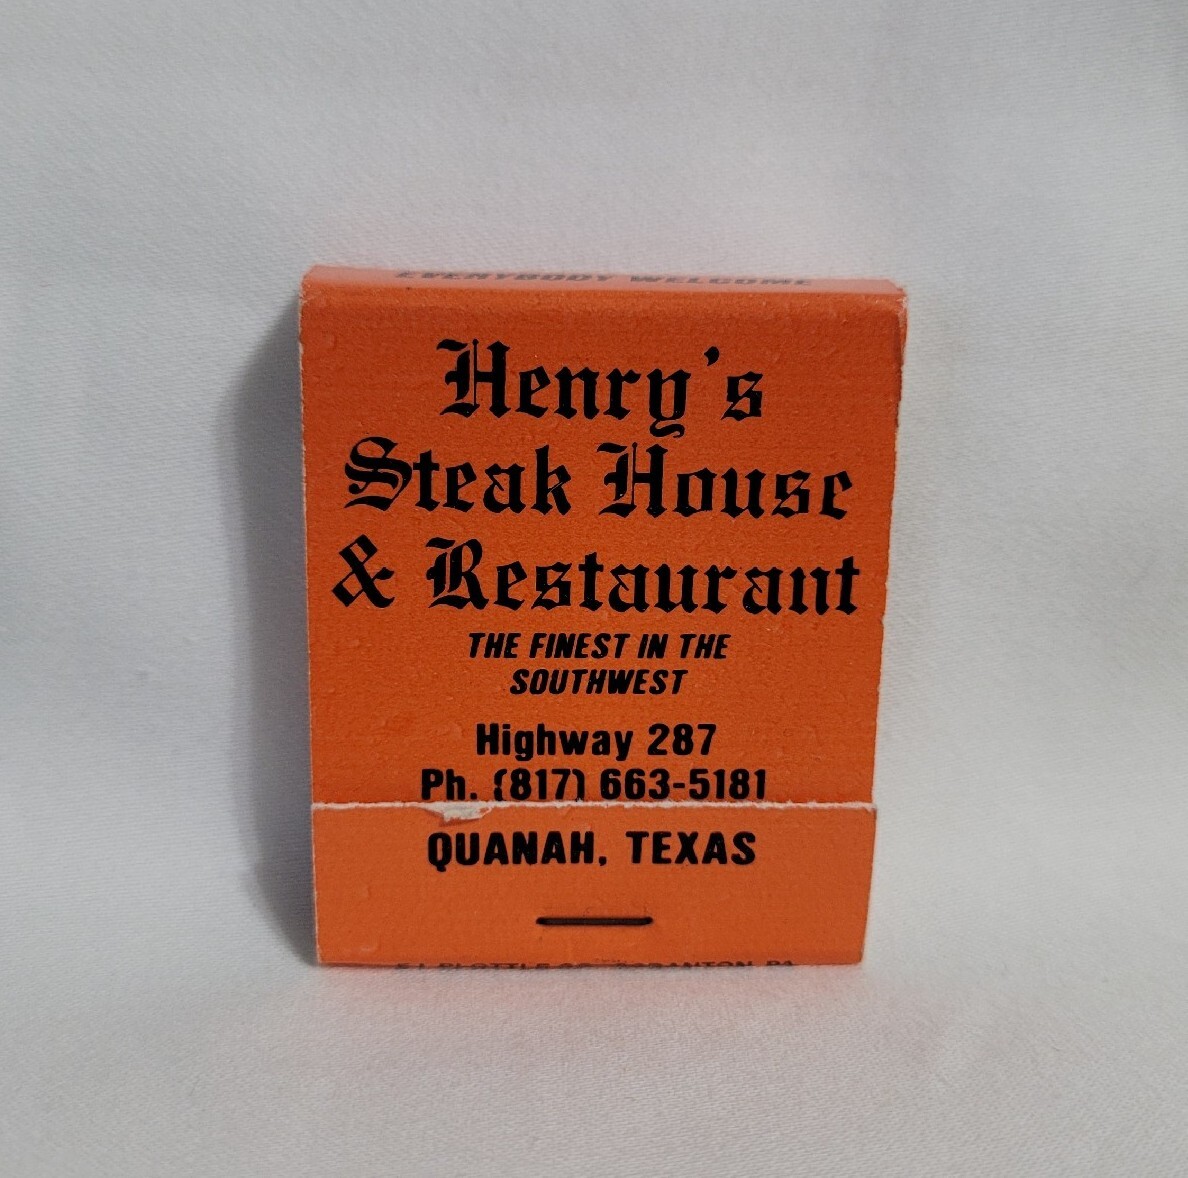 EVERYBODY WELCOME
Henry's
Steak House
& Restaurant
THE FINEST IN THE
SOUTHWEST
Highway 287
Ph. (817) 663-5181
QUANAH, TEXAS